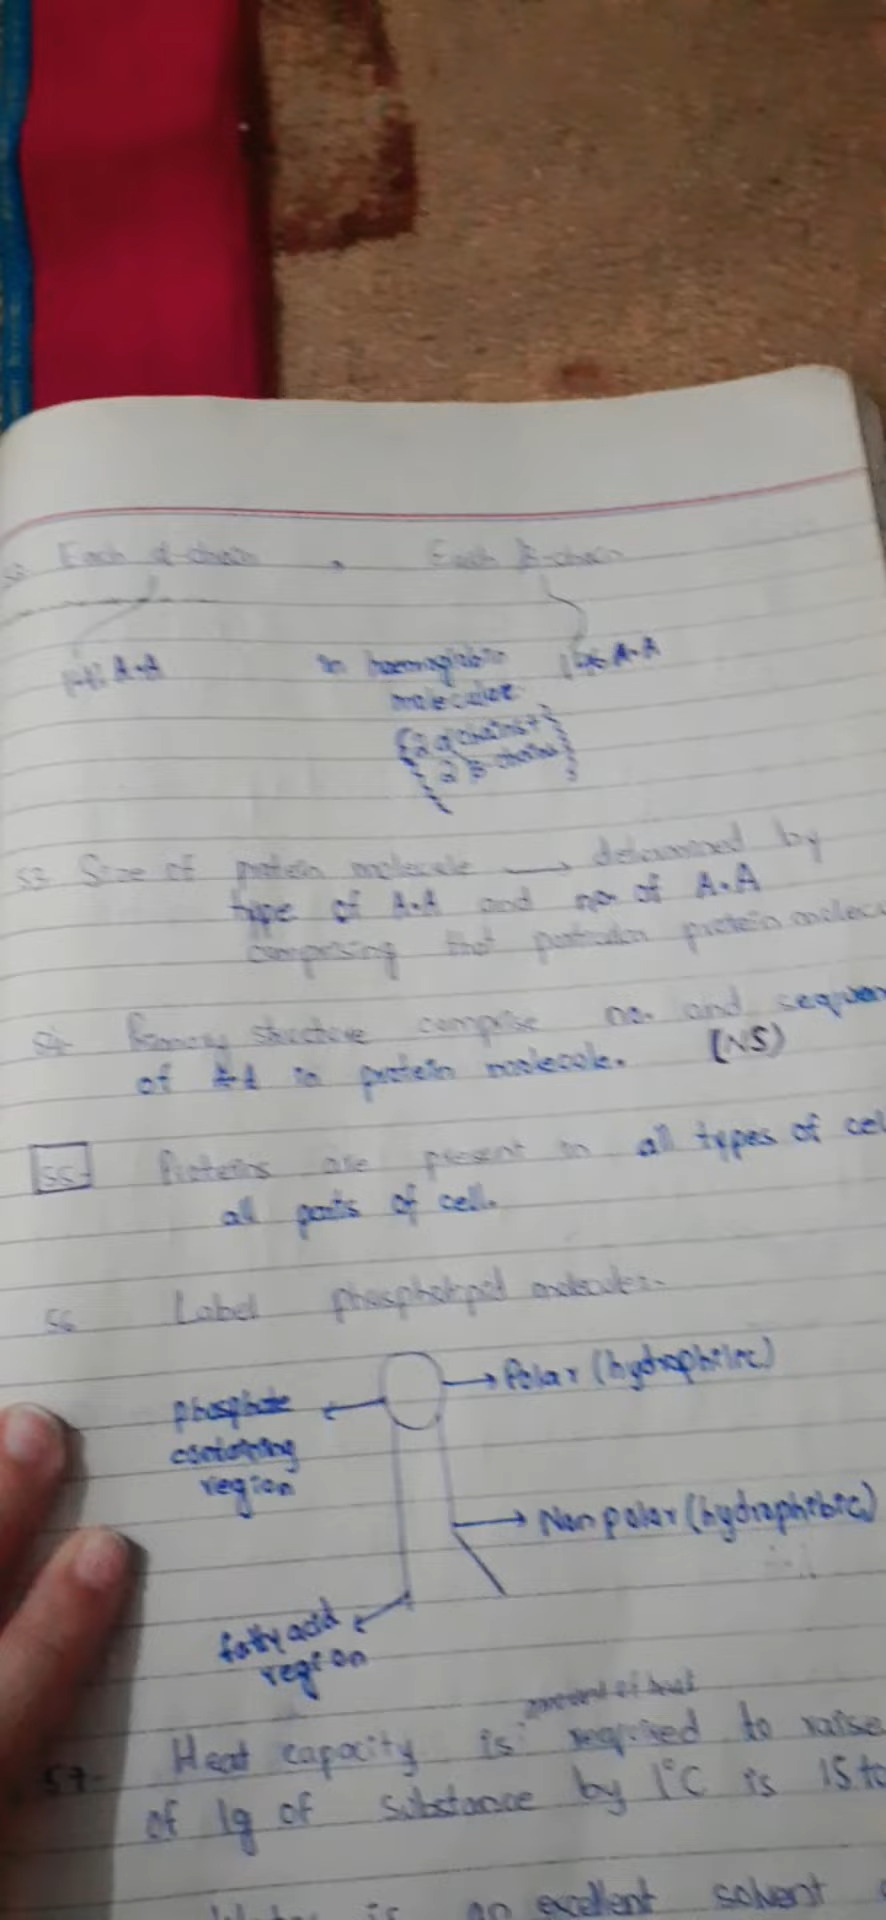 Each α-chain , Each β-chain
141 A.A in haemoglobin 146 A.A
molecule
{2 α chains+
2 β-chains}
53 Size of protein molecule → determined by
type of A.A and no. of A.A
comprising that particular protein
54- Primary structure comprise no. and
of A.A in protein molecule. (NS)
55- Proteins are present in all types of
all parts of cell.
56 Label phospholipid molecule.
Polar (hydrophilic)
phosphate
containing
region
Non polar (hydrophobic)
fatty acid
region
amount of heat
57- Heat capacity is required to raise
of 1g of substance by 1°C is 15
is an excellent solvent